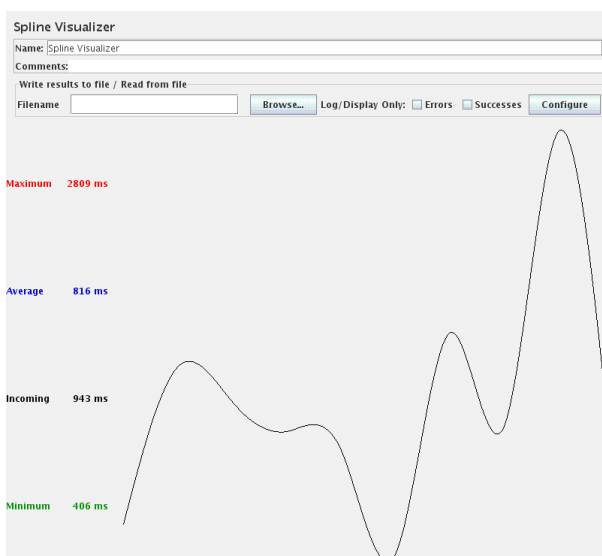 Spline Visualizer
Name: Spline Visualizer
Comments:
Write results to file / Read from file
Filename Browse... Log/Display Only: Errors Successes Configure
Maximum 2809 ms
Average 816 ms
Incoming 943 ms
Minimum 406 ms